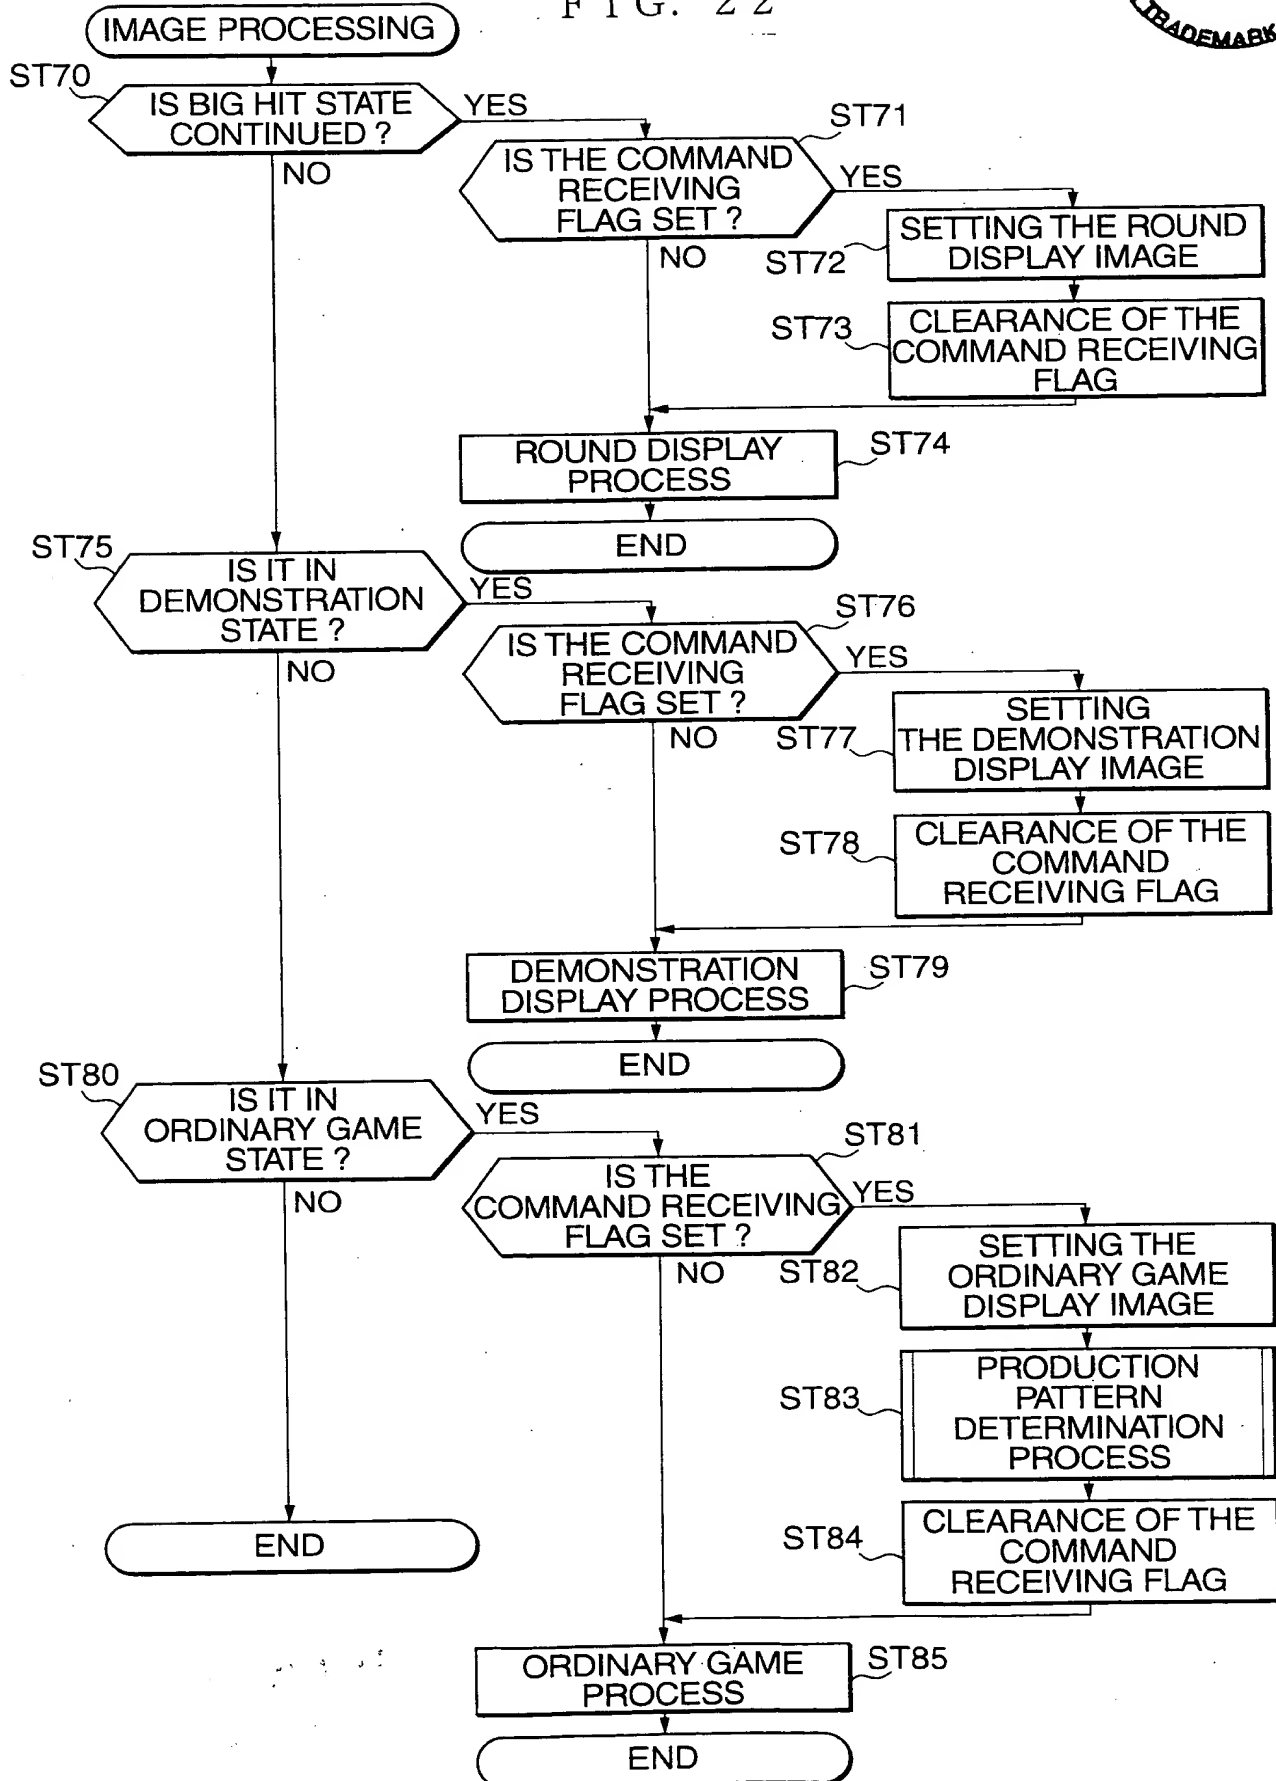 FIG. 22
TRADEMARK
IMAGE PROCESSING
ST70
IS BIG HIT STATE
CONTINUED ?
YES
NO
ST71
IS THE COMMAND
RECEIVING
FLAG SET ?
YES
NO
ST72
SETTING THE ROUND
DISPLAY IMAGE
ST73
CLEARANCE OF THE
COMMAND RECEIVING
FLAG
ROUND DISPLAY
PROCESS
ST74
END
ST75
IS IT IN
DEMONSTRATION
STATE ?
YES
NO
ST76
IS THE COMMAND
RECEIVING
FLAG SET ?
YES
NO
ST77
SETTING
THE DEMONSTRATION
DISPLAY IMAGE
ST78
CLEARANCE OF THE
COMMAND
RECEIVING FLAG
DEMONSTRATION
DISPLAY PROCESS
ST79
END
ST80
IS IT IN
ORDINARY GAME
STATE ?
YES
NO
ST81
IS THE
COMMAND RECEIVING
FLAG SET ?
YES
NO
ST82
SETTING THE
ORDINARY GAME
DISPLAY IMAGE
ST83
PRODUCTION
PATTERN
DETERMINATION
PROCESS
END
ST84
CLEARANCE OF THE
COMMAND
RECEIVING FLAG
ORDINARY GAME
PROCESS
ST85
END